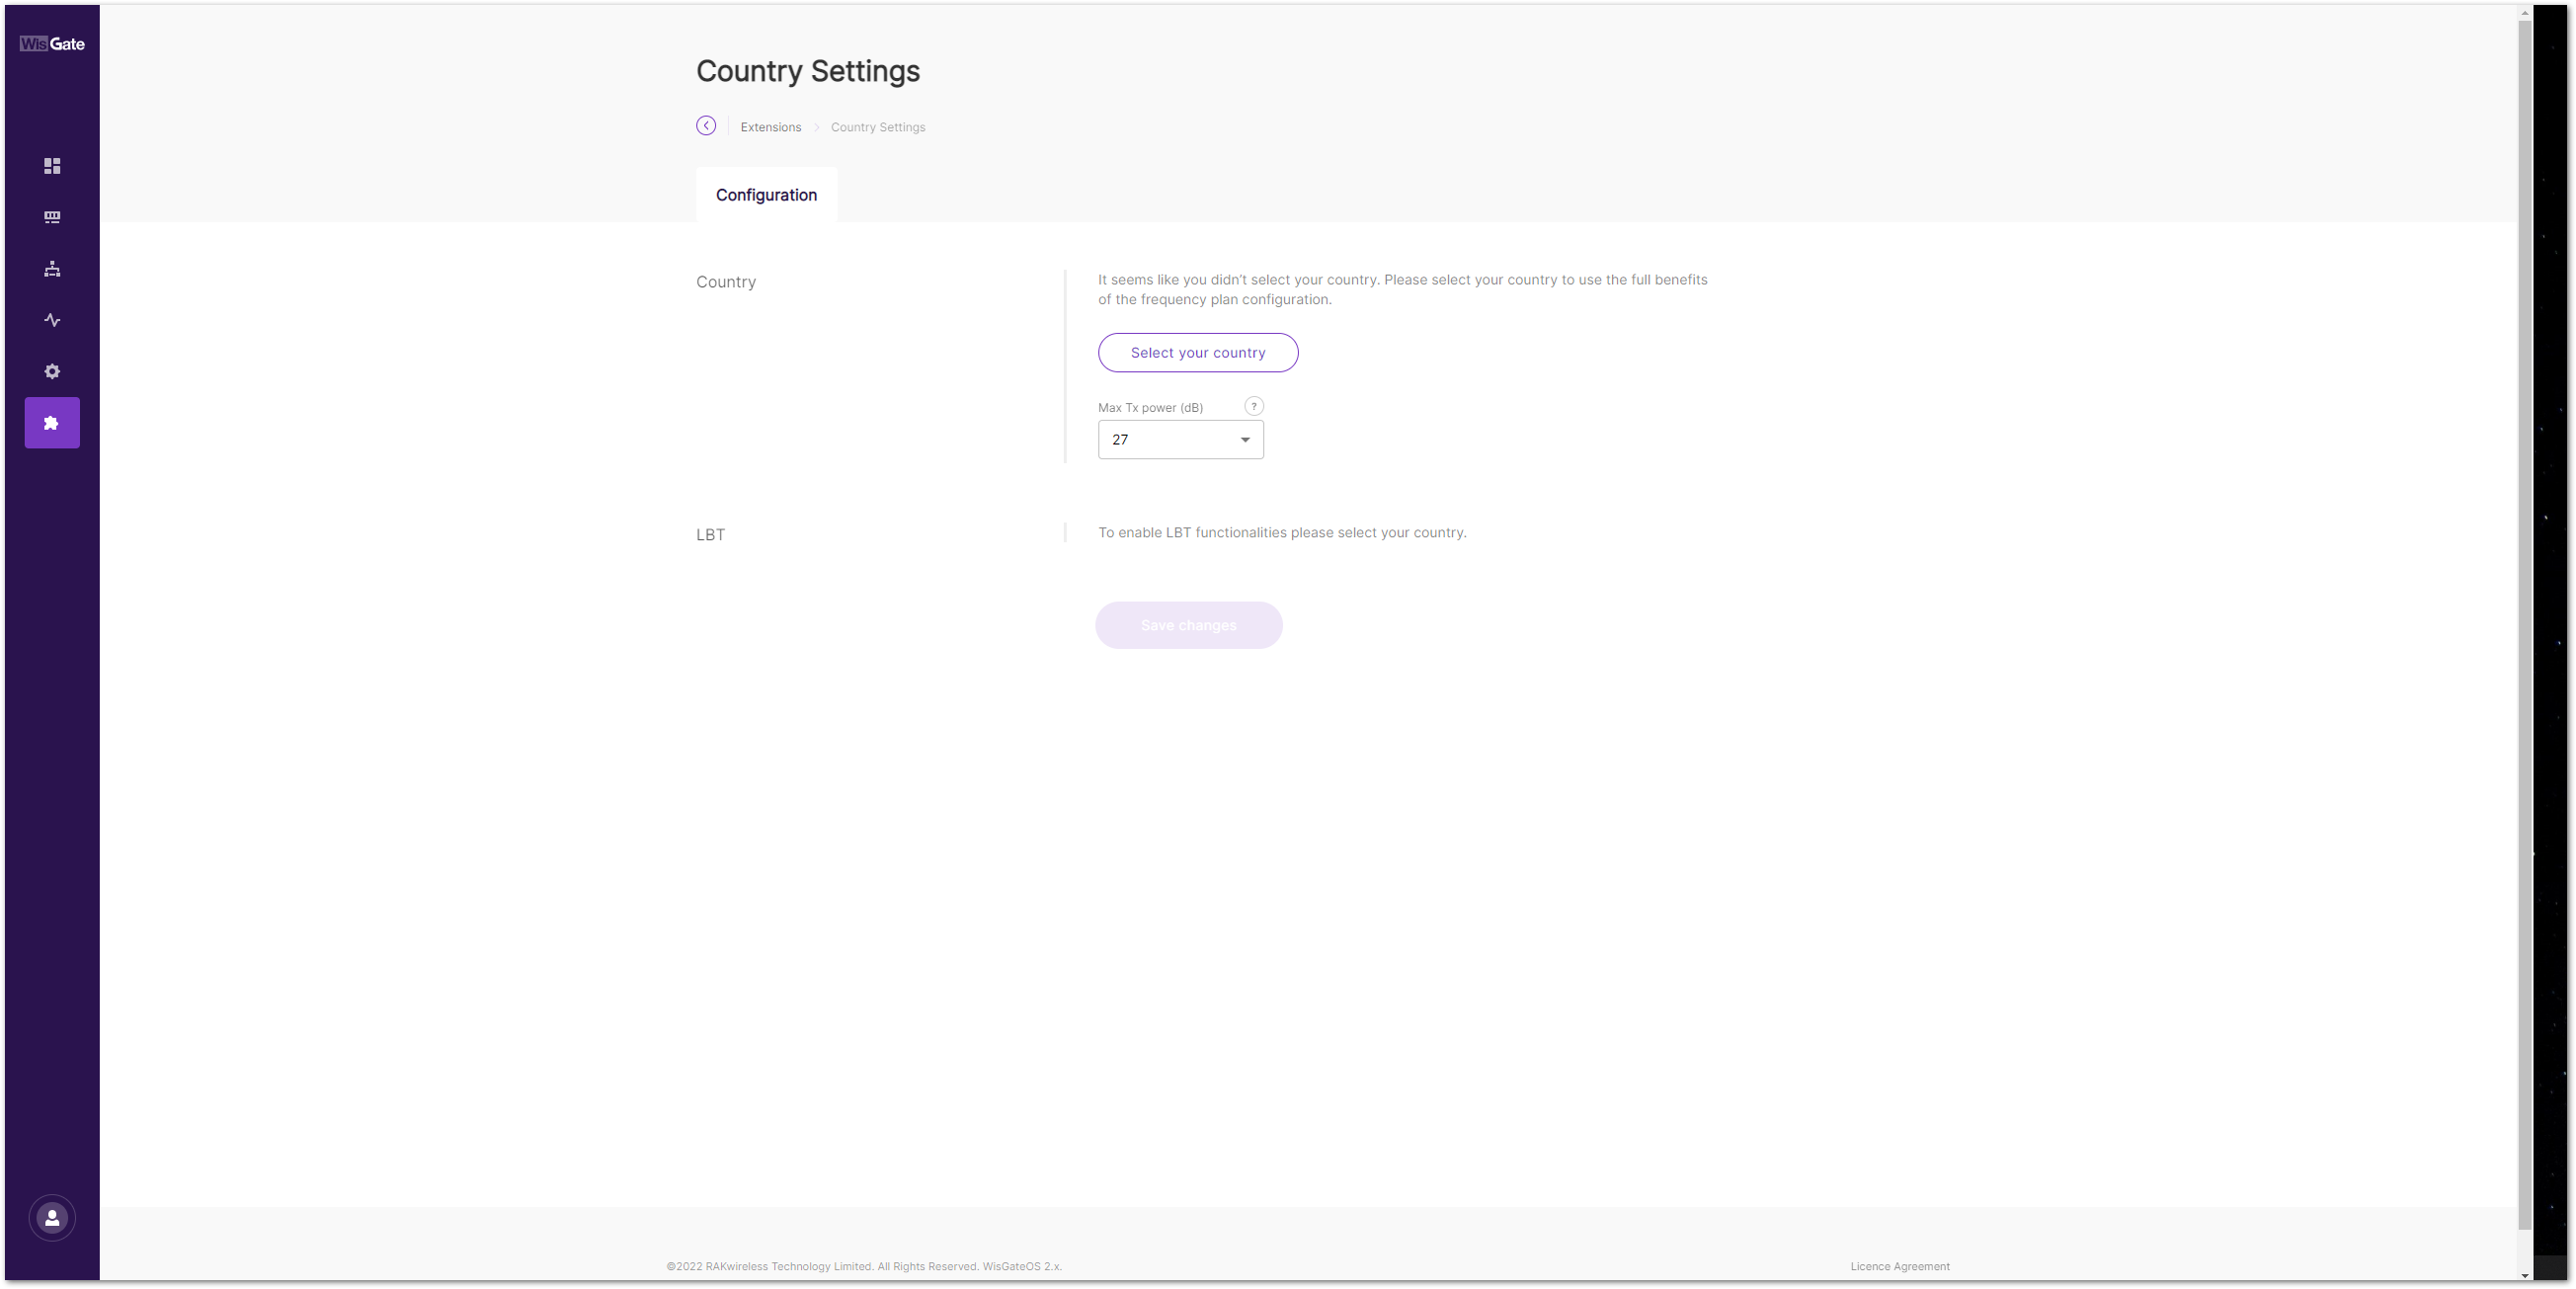 WisGate
Country Settings
Extensions
Country Settings
Configuration
Country
It seems like you didn't select your country. Please select your country to use the full benefits
of the frequency plan configuration.
Select your country
Max Tx power (dB)
?
27
LBT
To enable LBT functionalities please select your country.
Save changes
©2022 RAKwireless Technology Limited. All Rights Reserved. WisGateOS 2.x.
Licence Agreement